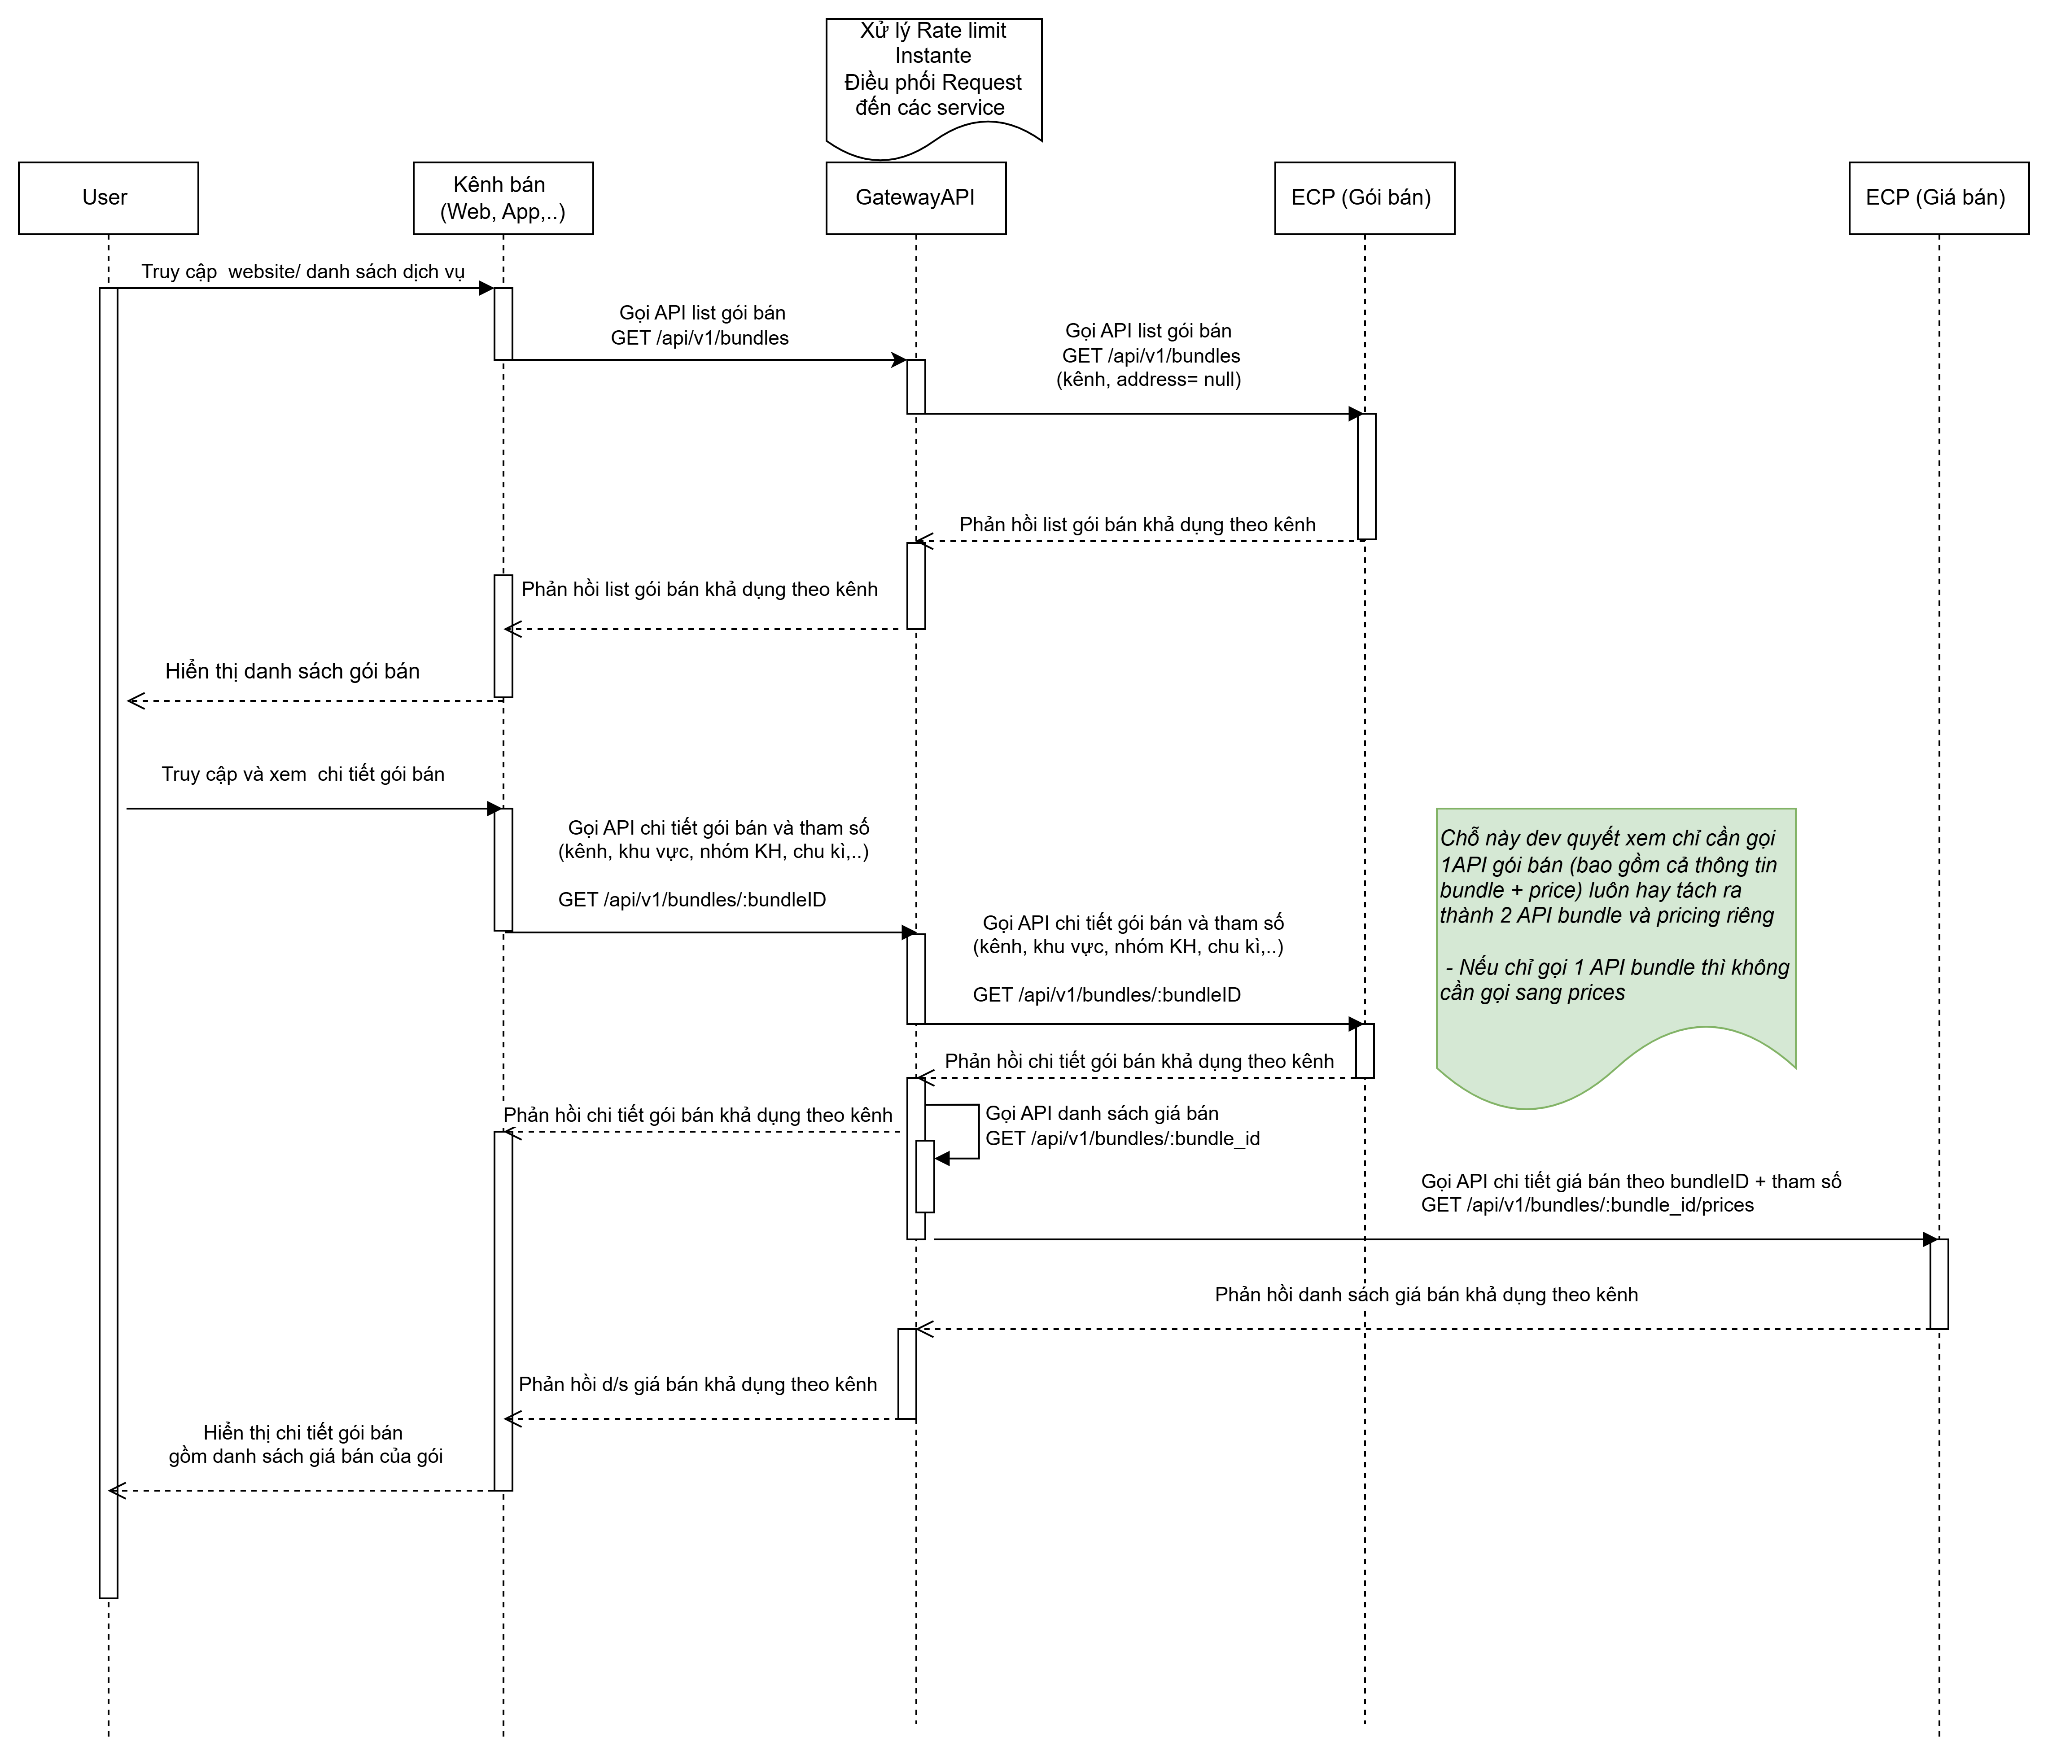 Xử lý Rate limit
Instante
Điều phối Request
đến các service
User
Kênh bán
(Web, App,..)
GatewayAPI
ECP (Gói bán)
ECP (Giá bán)
Truy cập  website/ danh sách dịch vụ
Gọi API list gói bán
GET /api/v1/bundles
Gọi API list gói bán
GET /api/v1/bundles
(kênh, address= null)
Phản hồi list gói bán khả dụng theo kênh
Phản hồi list gói bán khả dụng theo kênh
Hiển thị danh sách gói bán
Truy cập và xem  chi tiết gói bán
Gọi API chi tiết gói bán và tham số
(kênh, khu vực, nhóm KH, chu kì,..)
GET /api/v1/bundles/:bundleID
Chỗ này dev quyết xem chỉ cần gọi
1API gói bán (bao gồm cả thông tin
bundle + price) luôn hay tách ra
thành 2 API bundle và pricing riêng
- Nếu chỉ gọi 1 API bundle thì không
cần gọi sang prices
Gọi API chi tiết gói bán và tham số
(kênh, khu vực, nhóm KH, chu kì,..)
GET /api/v1/bundles/:bundleID
Phản hồi chi tiết gói bán khả dụng theo kênh
Phản hồi chi tiết gói bán khả dụng theo kênh
Gọi API danh sách giá bán
GET /api/v1/bundles/:bundle_id
Gọi API chi tiết giá bán theo bundleID + tham số
GET /api/v1/bundles/:bundle_id/prices
Phản hồi danh sách giá bán khả dụng theo kênh
Phản hồi d/s giá bán khả dụng theo kênh
Hiển thị chi tiết gói bán
gồm danh sách giá bán của gói